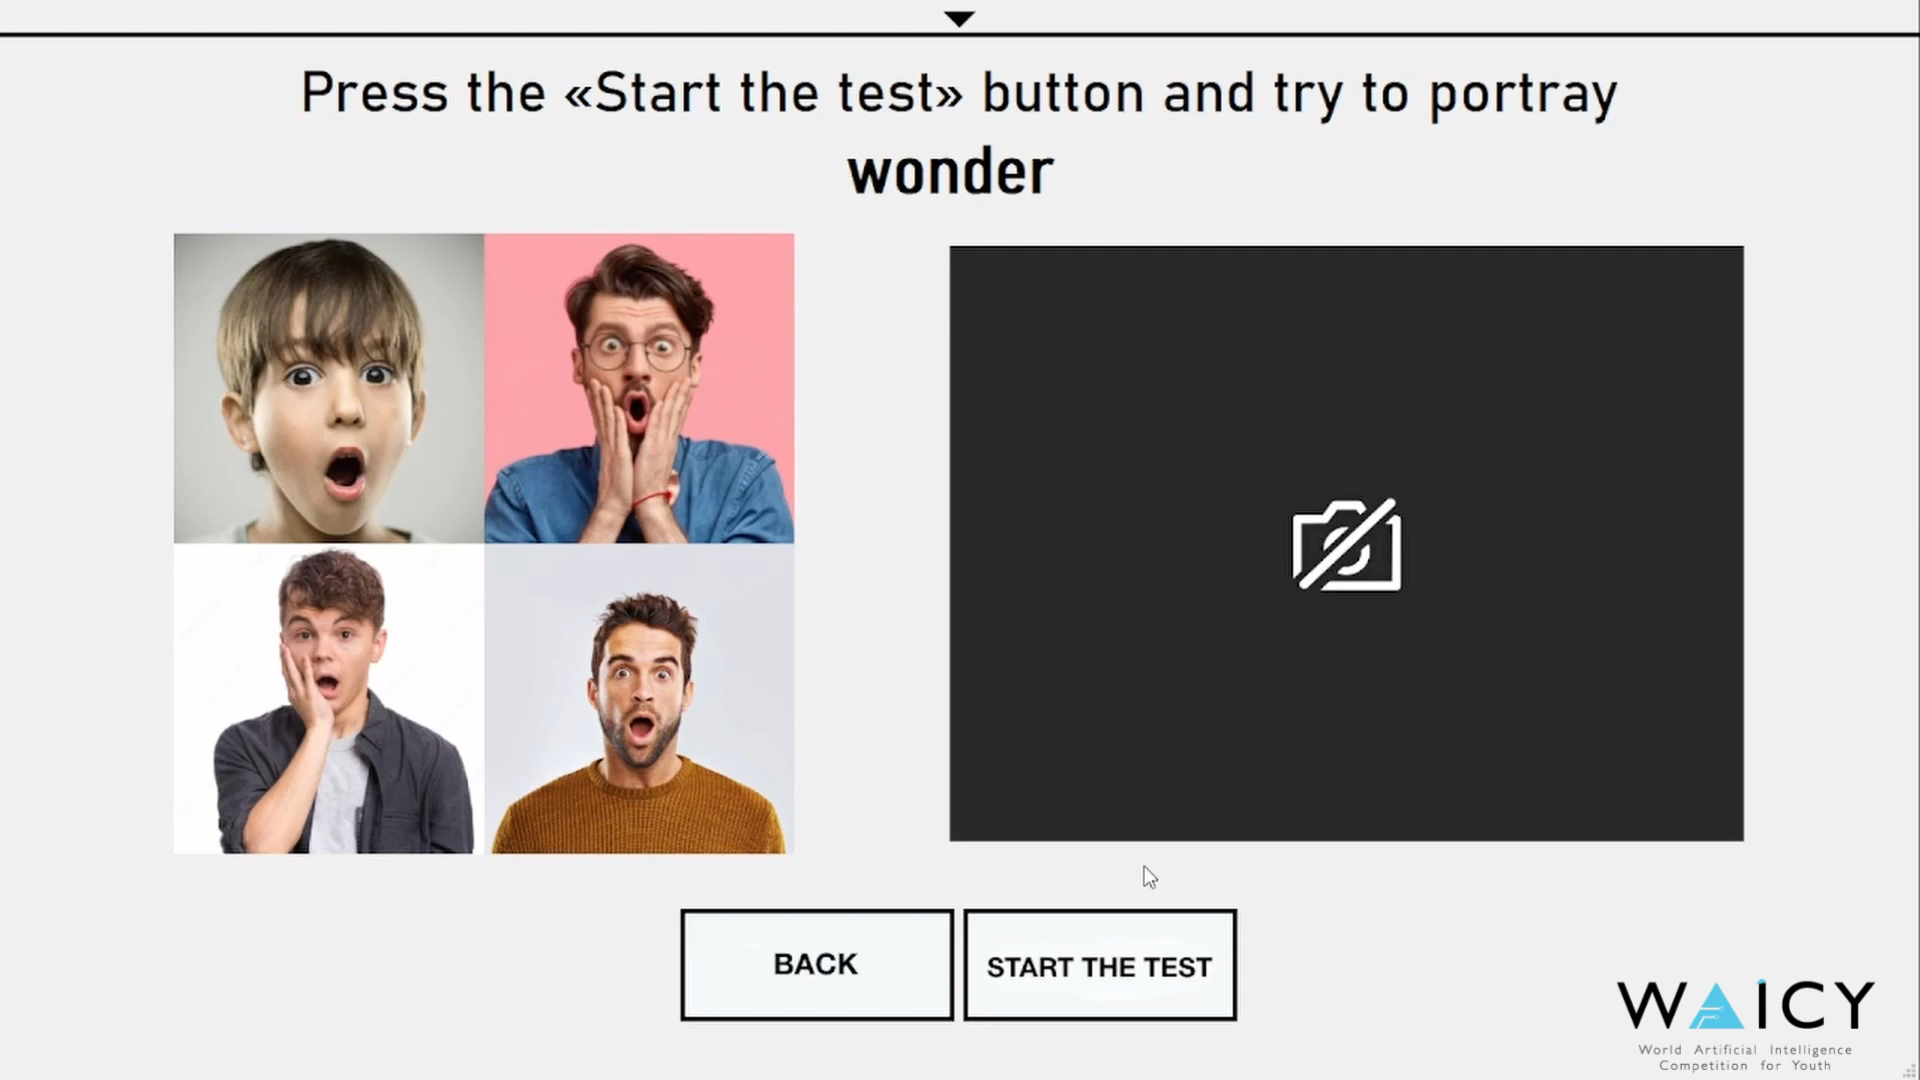 Press the «Start the test» button and try to portray
wonder
BACK
START THE TEST
WAiCY
World Artificial Intelligence
Competition for Youth